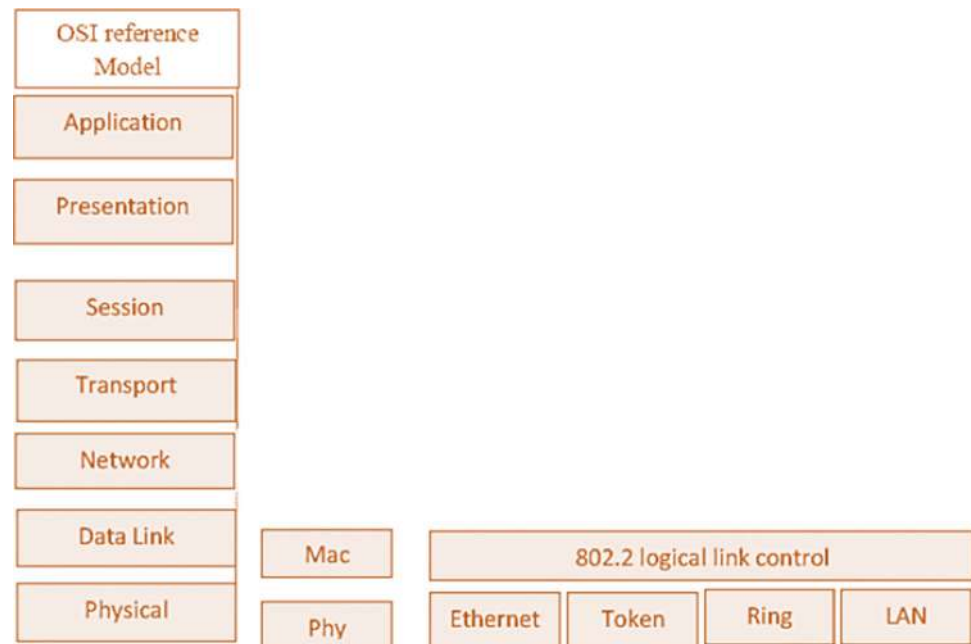 OSI reference
Model
Application
Presentation
Session
Transport
Network
Data Link
Physical
Mac
Phy
802.2 logical link control
Ethernet
Token
Ring
LAN